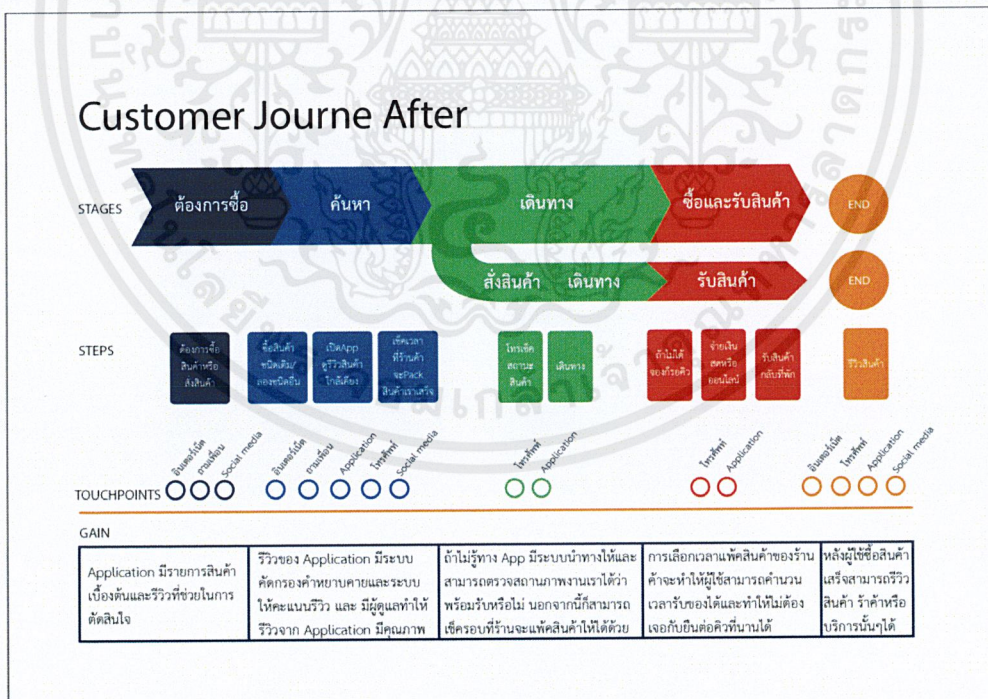 Customer Journe After
STAGES
ต้องการซื้อ
ค้นหา
เดินทาง
ซื้อและรับสินค้า
END
สั่งสินค้า
เดินทาง
รับสินค้า
END
STEPS
ต้องการซื้อ
สินค้าหรือ
สั่งสินค้า
ซื้อสินค้า
ชนิดเดิม/
ลองชนิดอื่น
เปิดApp
ดูรีวิวสินค้า
ใกล้เคียง
เช็คเวลา
ที่ร้านค้า
จะPack
สินค้าเราเสร็จ
โทรเช็ค
สถานะ
สินค้า
เดินทาง
ถ้าไม่ได้
จองก็รอคิว
จ่ายเงิน
สดหรือ
ออนไลน์
รับสินค้า
กลับที่พัก
รีวิวสินค้า
TOUCHPOINTS
อินเตอร์เน็ต
ถามเพื่อน
Social media
อินเตอร์เน็ต
ถามเพื่อน
Application
โทรศัพท์
Social media
โทรศัพท์
Application
โทรศัพท์
Application
อินเตอร์เน็ต
โทรศัพท์
Application
Social media
GAIN
Application มีรายการสินค้า
เบื้องต้นและรีวิวที่ช่วยในการ
ตัดสินใจ
รีวิวของ Application มีระบบ
คัดกรองคำหยาบคายและระบบ
ให้คะแนนรีวิว และ มีผู้ดูแลทำให้
รีวิวจาก Application มีคุณภาพ
ถ้าไม่รู้ทาง App มีระบบนำทางให้และ
สามารถตรวจสถานภาพงานเราได้ว่า
พร้อมรับหรือไม่ นอกจากนี้ก็สามารถ
เช็ครอบที่ร้านจะแพ้คสินค้าให้ได้ด้วย
การเลือกเวลาแพ้คสินค้าของร้าน
ค้าจะทำให้ผู้ใช้สามารถคำนวน
เวลารับของได้และทำให้ไม่ต้อง
เจอกับยืนต่อคิวที่นานได้
หลังผู้ใช้ซื้อสินค้า
เสร็จสามารถรีวิว
สินค้า ร้าค้าหรือ
บริการนั้นๆได้